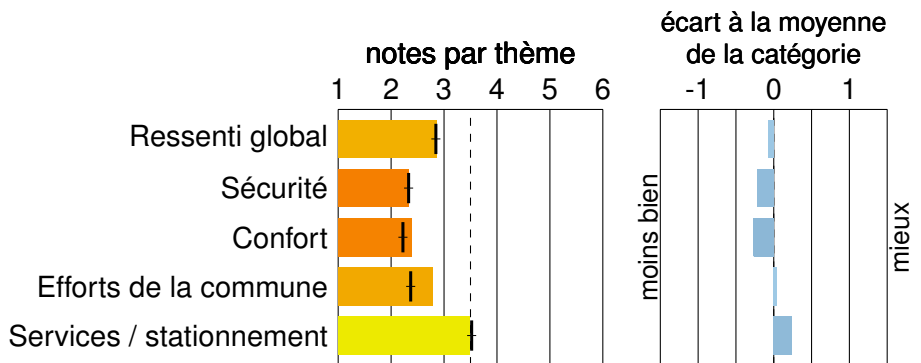 notes par thème
1 2 3 4 5 6
Ressenti global
Sécurité
Confort
Efforts de la commune
Services / stationnement
écart à la moyenne
de la catégorie
-1 0 1
moins bien
mieux